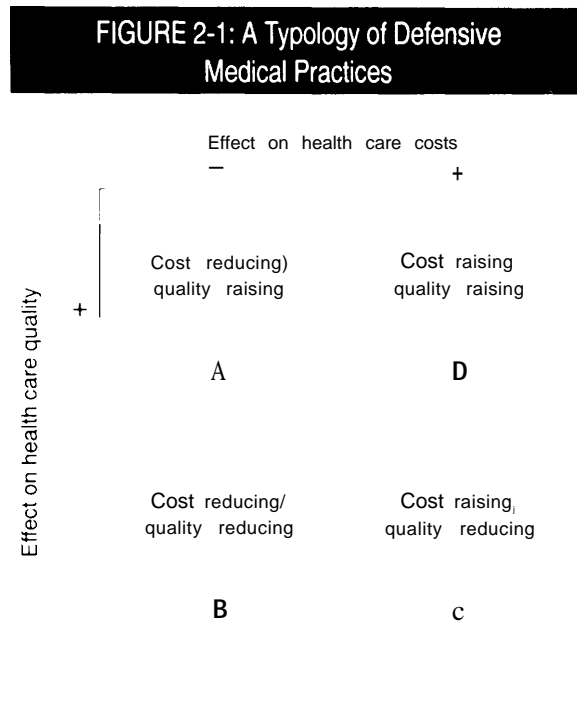 FIGURE 2-1: A Typology of Defensive
Medical Practices
Effect on health care costs
– +
Effect on health care quality
+
Cost reducing)
quality raising
A
Cost raising
quality raising
D
Cost reducing/
quality reducing
B
Cost raising,
quality reducing
c